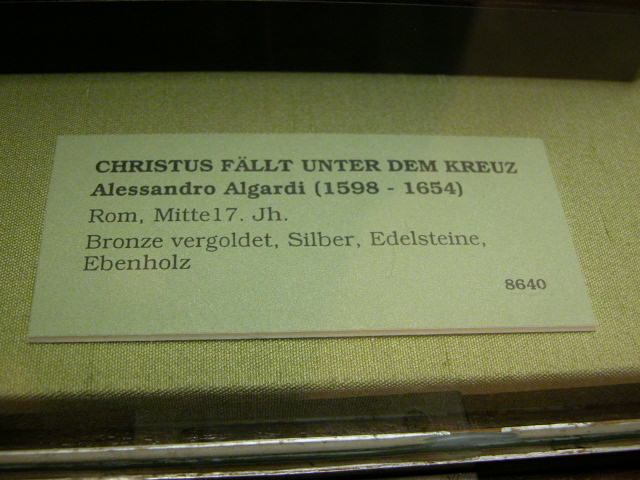 CHRISTUS FÄLLT UNTER DEM KREUZ
Alessandro Algardi (1598 - 1654)
Rom, Mitte17. Jh.
Bronze vergoldet, Silber, Edelsteine,
Ebenholz
8640